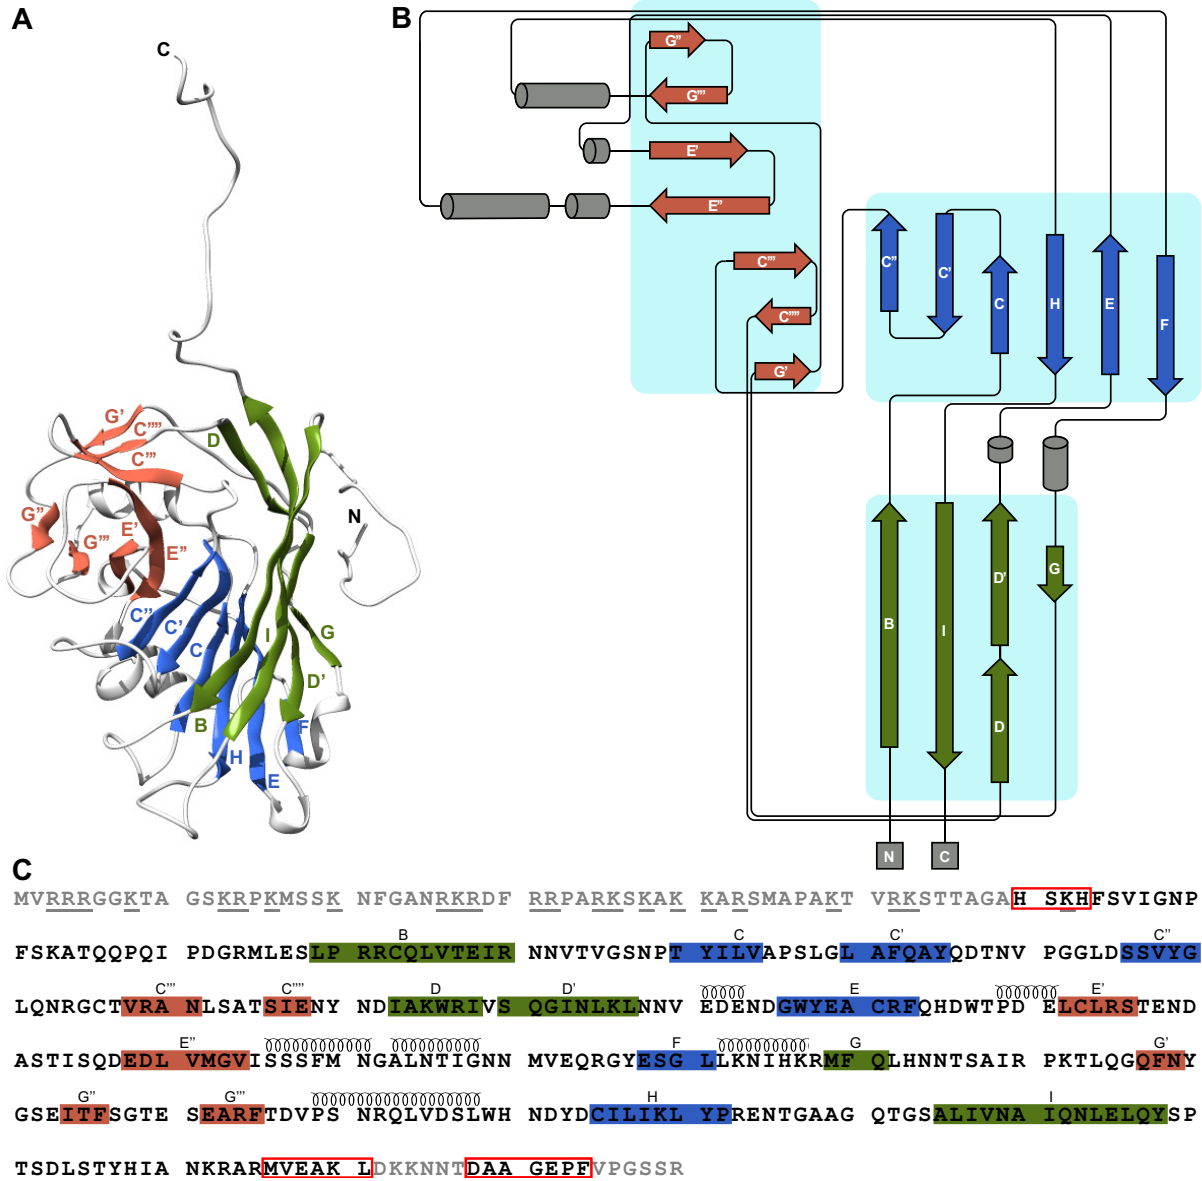 A
B
C
G’
C””
C”’
D
G”
G”’
E’
E”
N
C”
C’
C
I
G
D’
B
F
H
E
G”
G”’
E’
E”
C”’
C””
G’
C”
C’
C
H
E
F
B
I
D’
G
D
N
C
C
MVRRRGGKTA GSKRPKMSSK NFGANRKRDF RRPARKSKAK KARSMAPAKT VRKSTTAGAH SKHFSVIGNP
B C C’ C”
FSKATQQPQI PDGRMLESLP RRCQLVTEIR NNVTVGSNPT YILVAPSLGL AFQAYQDTNV PGGLDSSVYG
C”’ C”” D D’ E E’
LQNRGCTVRA NLSATSIENY NDIAKWRIVS QGINLKLNNV EDENDGWYEA CRFQHDWTPD ELCLRSTEND
E” F G G’
ASTISQDEDL VMGVISSSFM NGALNTIGNN MVEQRGYESG LLKNIHKRMF QLHNNTSAIR PKTLQGQFNY
G” G”’ H I
GSEITFSGTE SEARFTDVPS NRQLVDSLWH NDYDCILIKL YPRENTGAAG QTGSALIVNA IQNLELQYSP
TSDLSTYHIA NKRARMVEAK LDKKNNTDAA GEPFVPGSSR